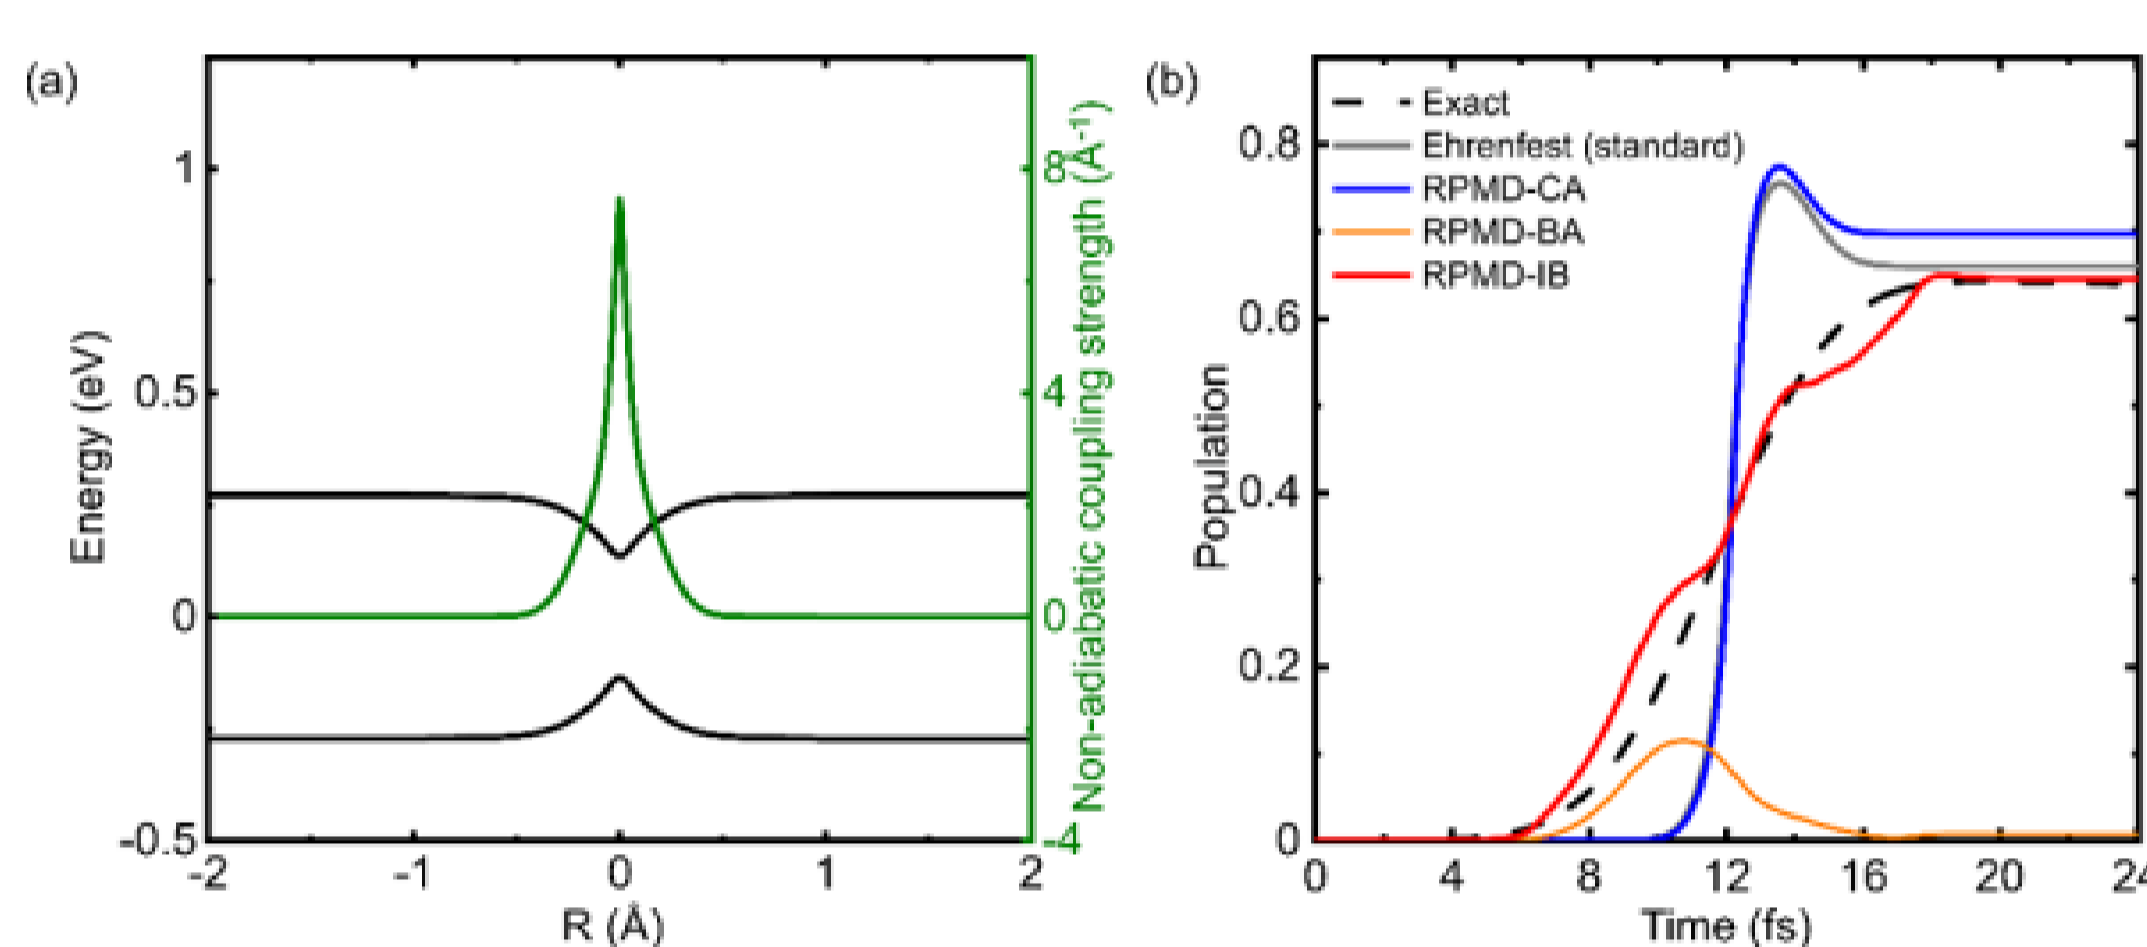 (a)
1
0.5
0
-0.5
Energy (eV)
-2 -1 0 1 2
R (Å)
8
4
0
-4
Non-adiabatic coupling strength (Å⁻¹)
(b)
Exact
Ehrenfest (standard)
RPMD-CA
RPMD-BA
RPMD-IB
0.8
0.6
0.4
0.2
0
Population
0 4 8 12 16 20 24
Time (fs)